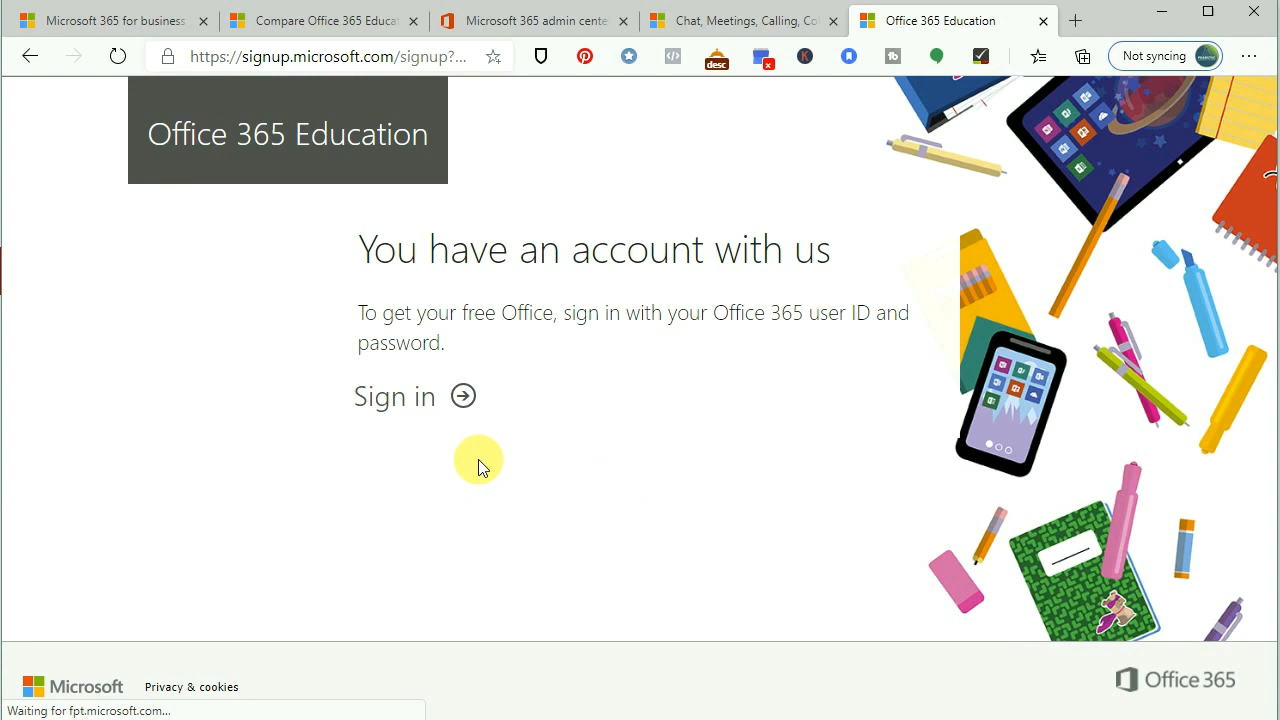 Microsoft 365 for business
Compare Office 365 Educat
Microsoft 365 admin cente
Chat, Meetings, Calling, Co
Office 365 Education
https://signup.microsoft.com/signup?...
desc
K
tb
Not syncing
Office 365 Education
You have an account with us
To get your free Office, sign in with your Office 365 user ID and
password.
Sign in
Microsoft
Privacy & cookies
Office 365
Waiting for fpt.microsoft.com...